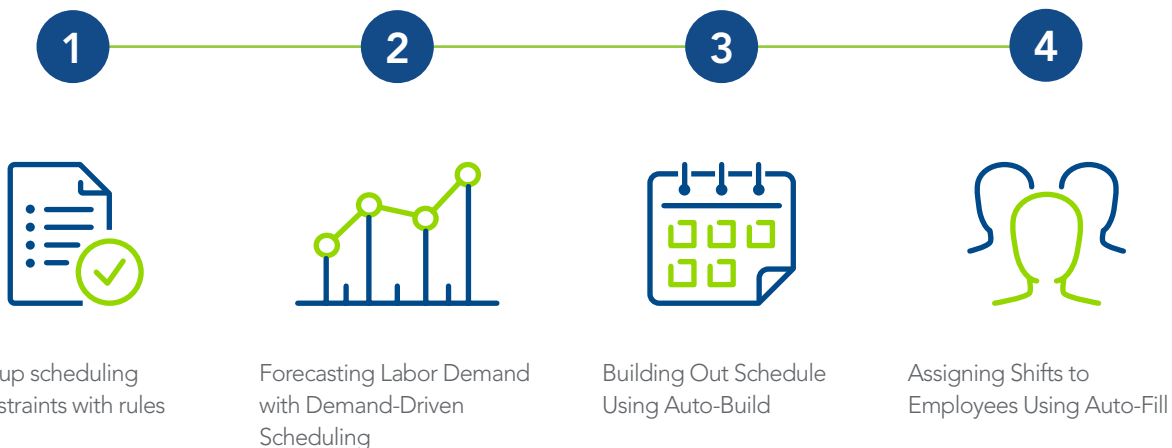 1
2
3
4
up scheduling
straints with rules
Forecasting Labor Demand
with Demand-Driven
Scheduling
Building Out Schedule
Using Auto-Build
Assigning Shifts to
Employees Using Auto-Fill